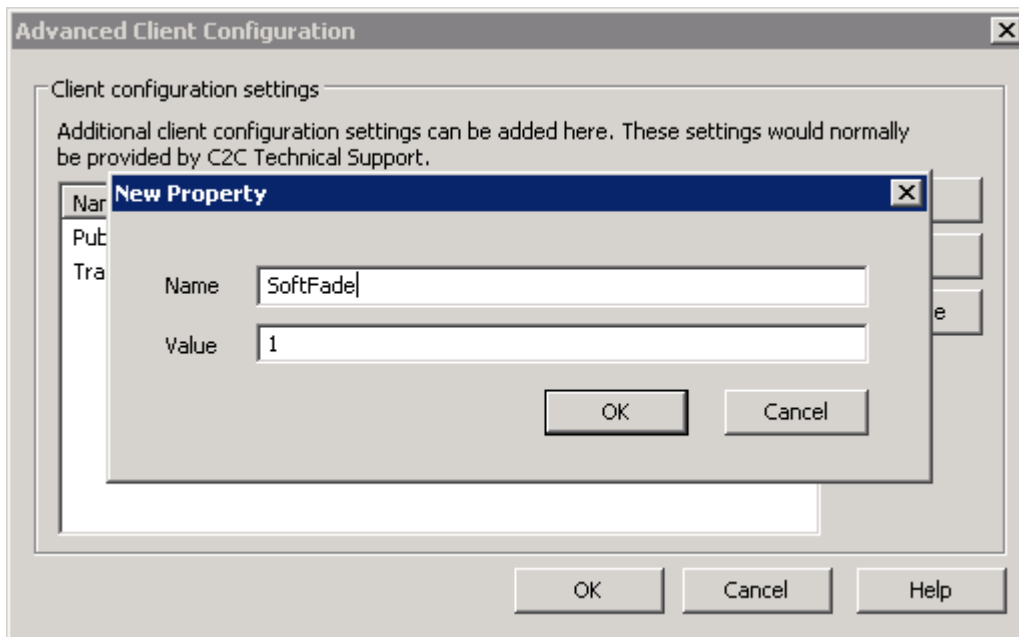 Advanced Client Configuration
Client configuration settings
Additional client configuration settings can be added here. These settings would normally
be provided by C2C Technical Support.
New Property
Name SoftFade
Value 1
OK Cancel
OK Cancel Help